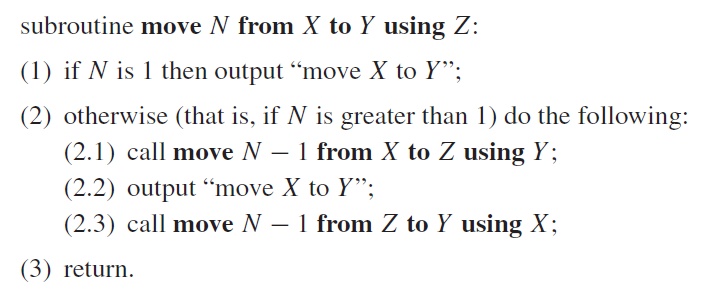 subroutine move N from X to Y using Z:
(1) if N is 1 then output “move X to Y”;
(2) otherwise (that is, if N is greater than 1) do the following:
(2.1) call move N − 1 from X to Z using Y;
(2.2) output “move X to Y”;
(2.3) call move N − 1 from Z to Y using X;
(3) return.